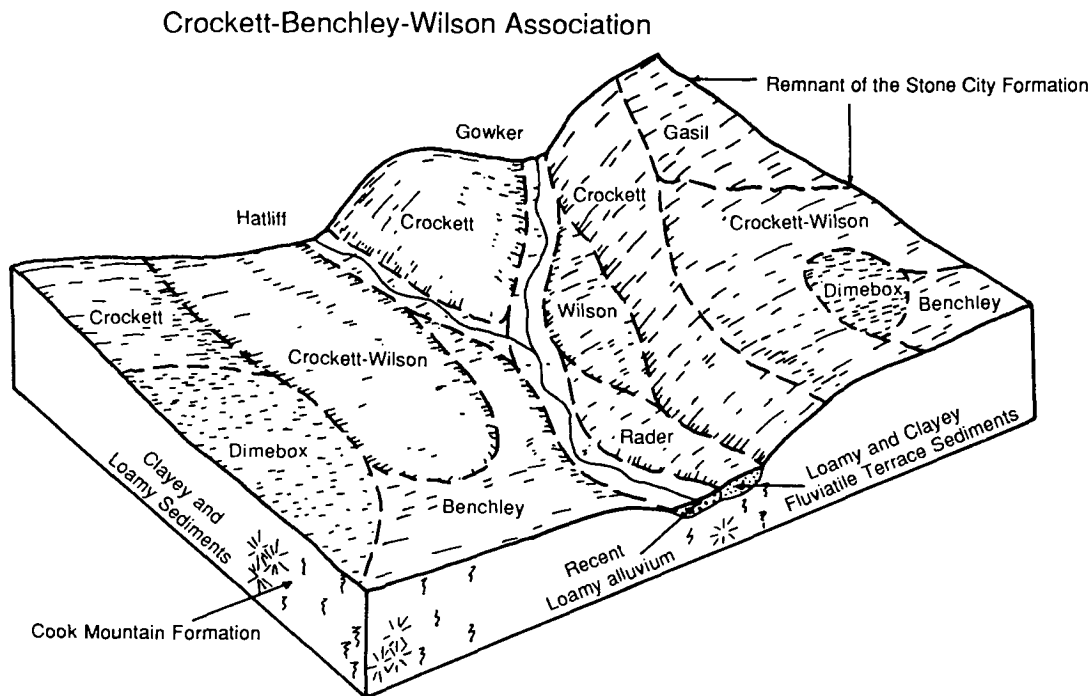 Crockett-Benchley-Wilson Association
Remnant of the Stone City Formation
Gasil
Gowker
Crockett
Crockett
Hatliff
Crockett-Wilson
Dimebox
Benchley
Wilson
Crockett
Crockett-Wilson
Rader
Dimebox
Benchley
Loamy and Clayey
Fluviatile Terrace Sediments
Clayey and
Loamy Sediments
Recent
Loamy alluvium
Cook Mountain Formation